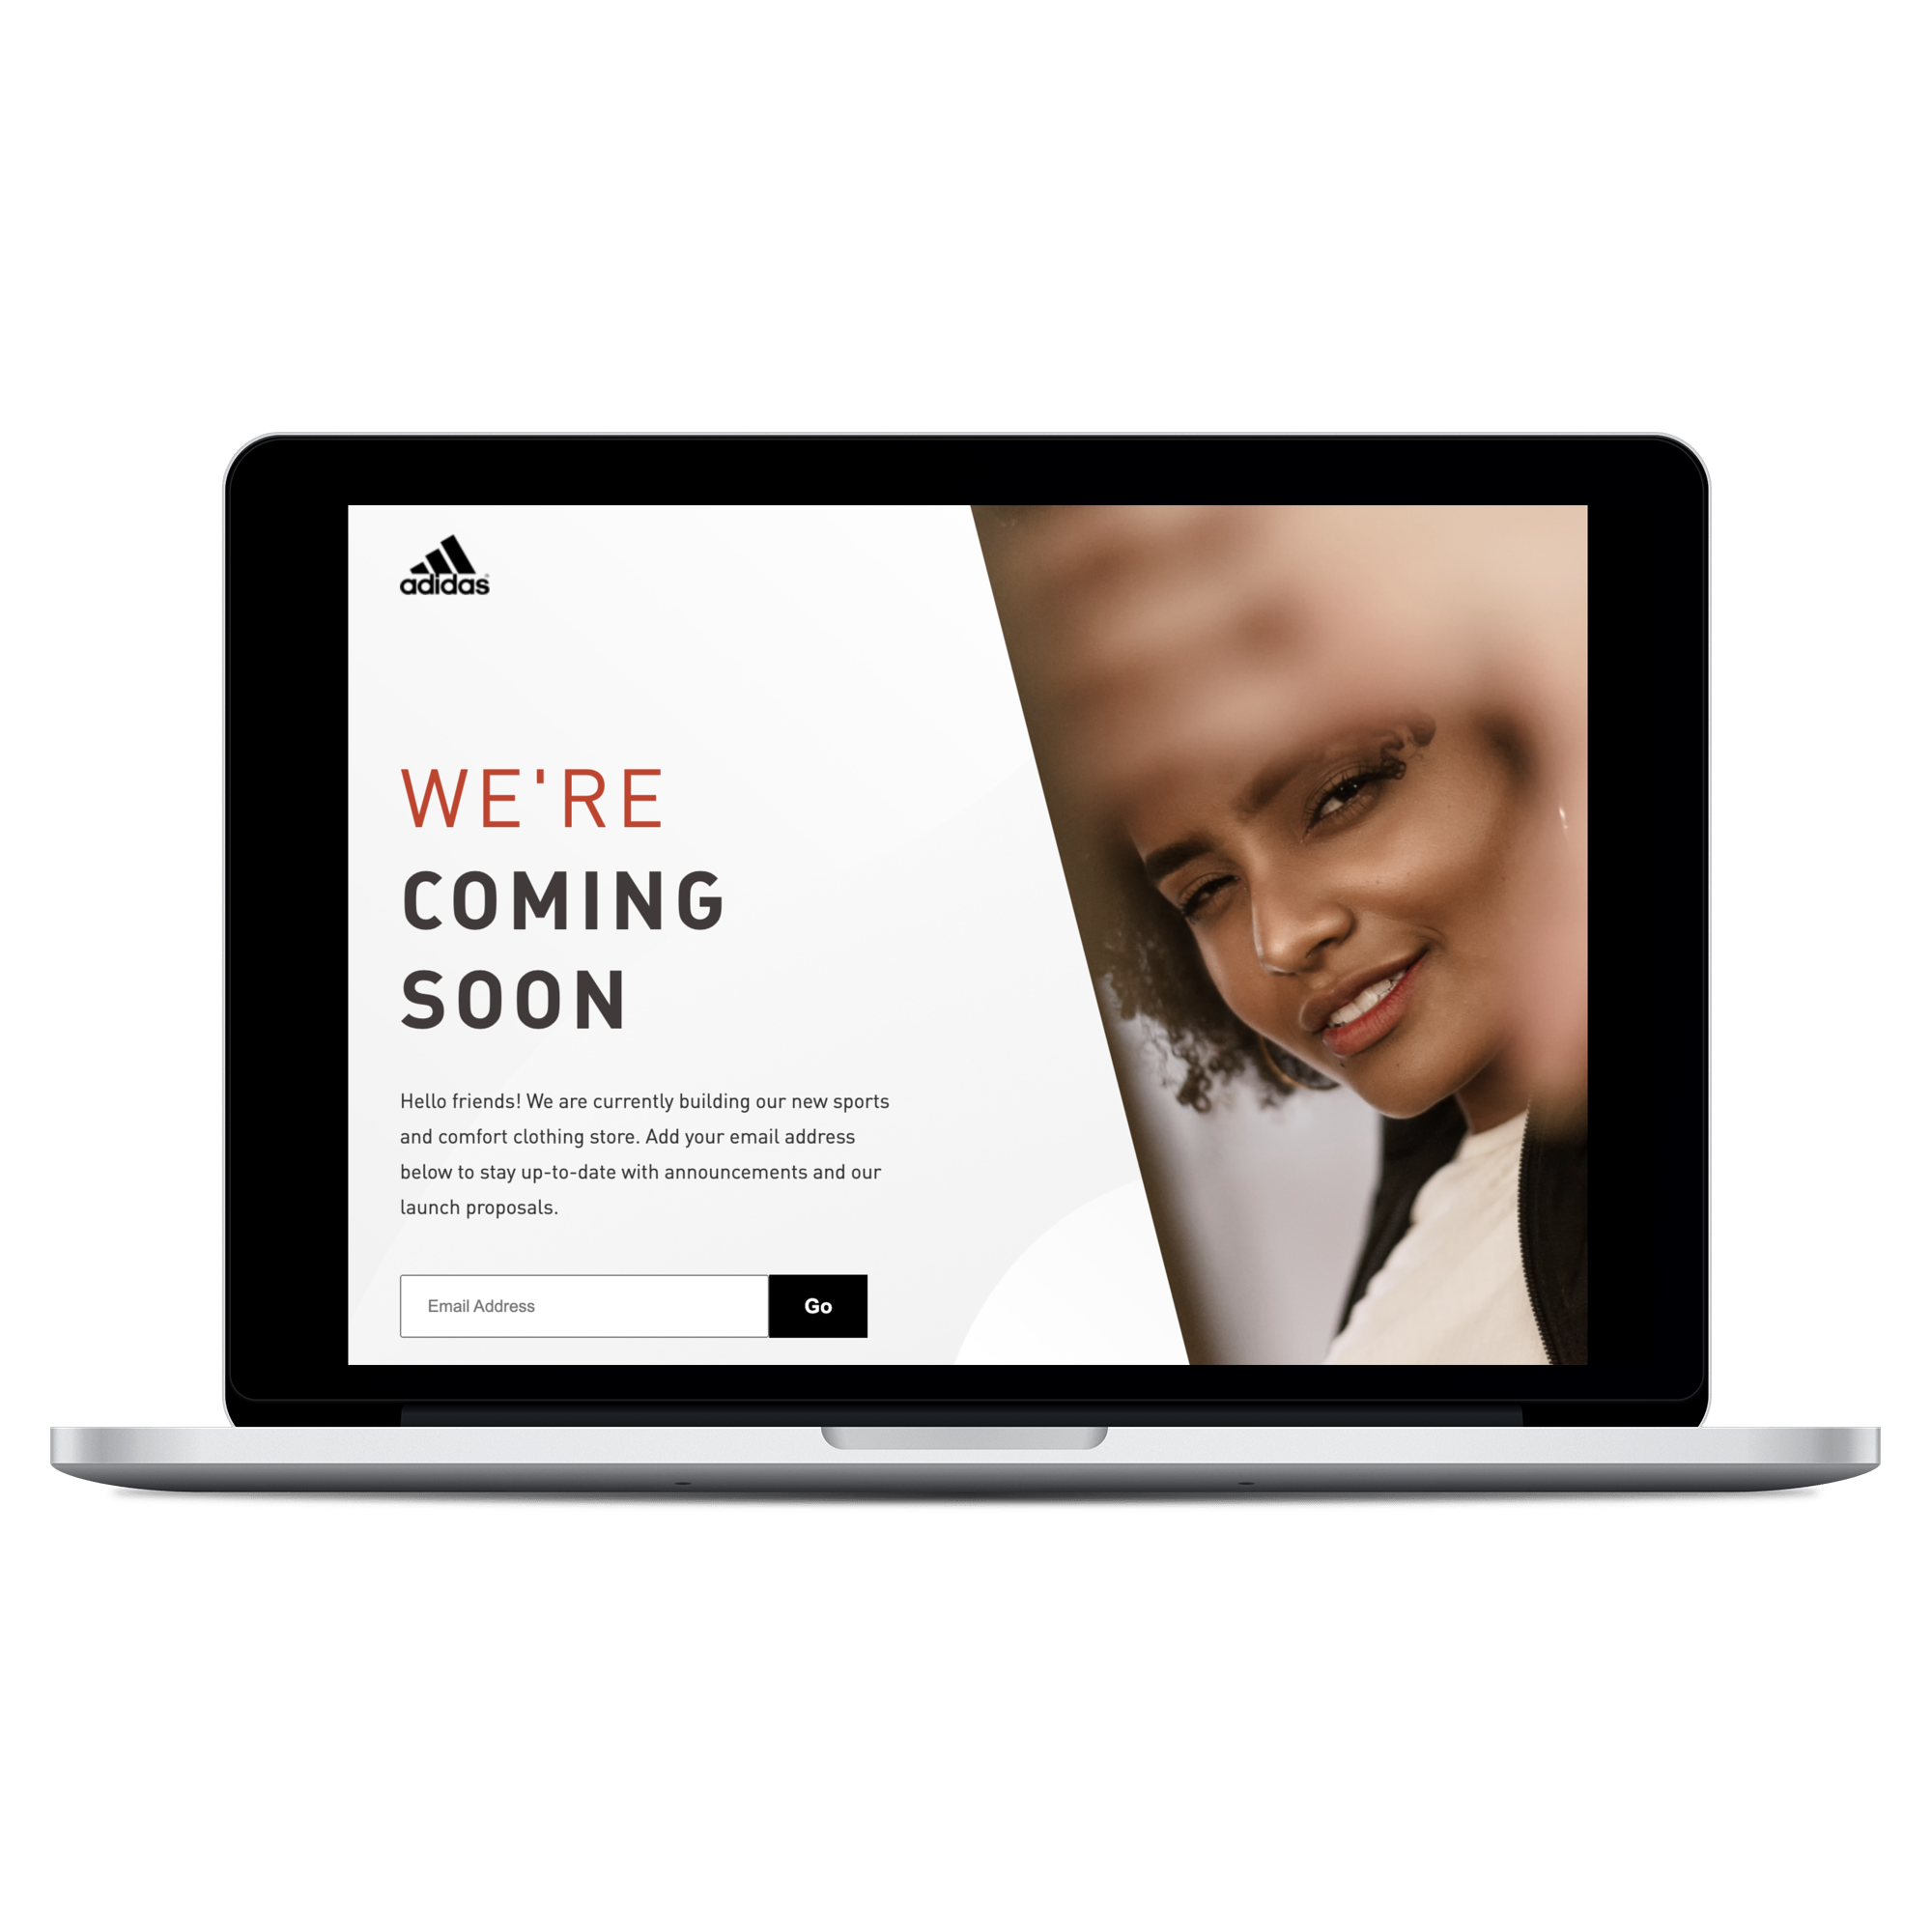 adidas
WE'RE
COMING
SOON
Hello friends! We are currently building our new sports
and comfort clothing store. Add your email address
below to stay up-to-date with announcements and our
launch proposals.
Email Address
Go